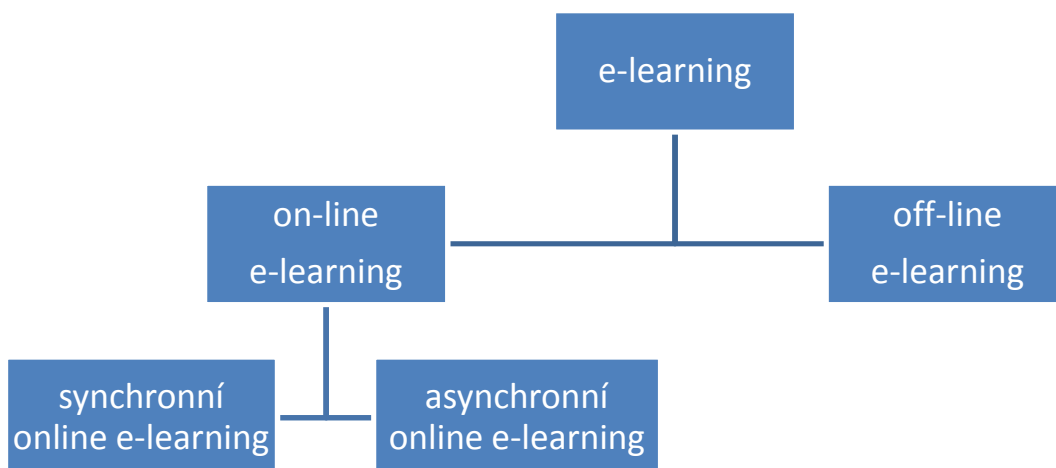 e-learning
on-line
e-learning
off-line
e-learning
synchronní
online e-learning
asynchronní
online e-learning